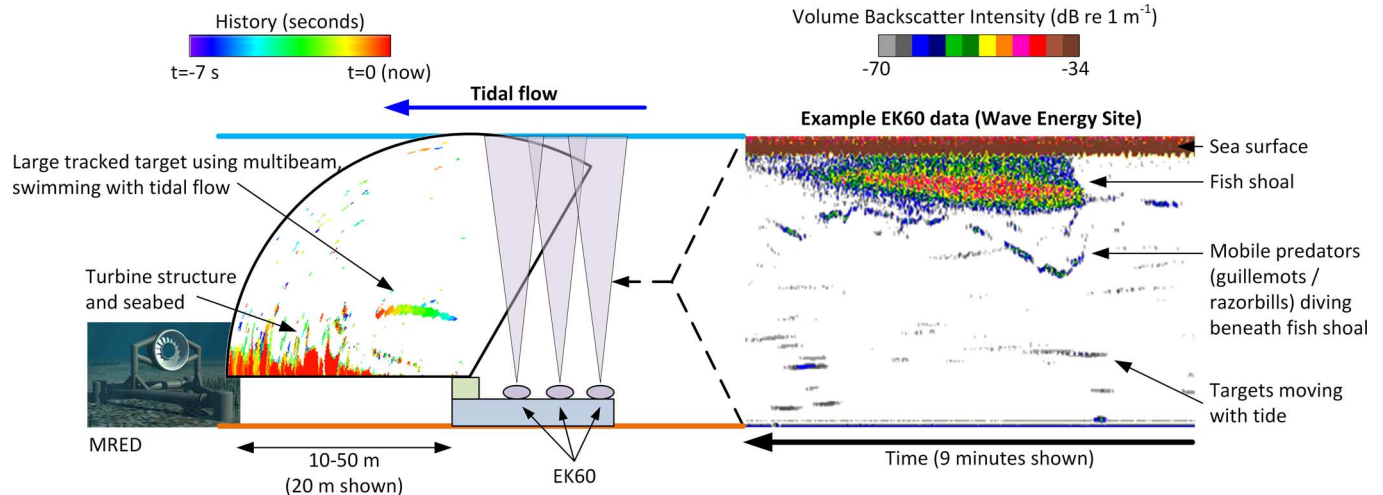 History (seconds)
t=-7 s
t=0 (now)
Volume Backscatter Intensity (dB re 1 m⁻¹)
-70
-34
Tidal flow
Example EK60 data (Wave Energy Site)
Large tracked target using multibeam,
swimming with tidal flow
Turbine structure
and seabed
Sea surface
Fish shoal
Mobile predators
(guillemots /
razorbills) diving
beneath fish shoal
Targets moving
with tide
MRED
10-50 m
(20 m shown)
EK60
Time (9 minutes shown)